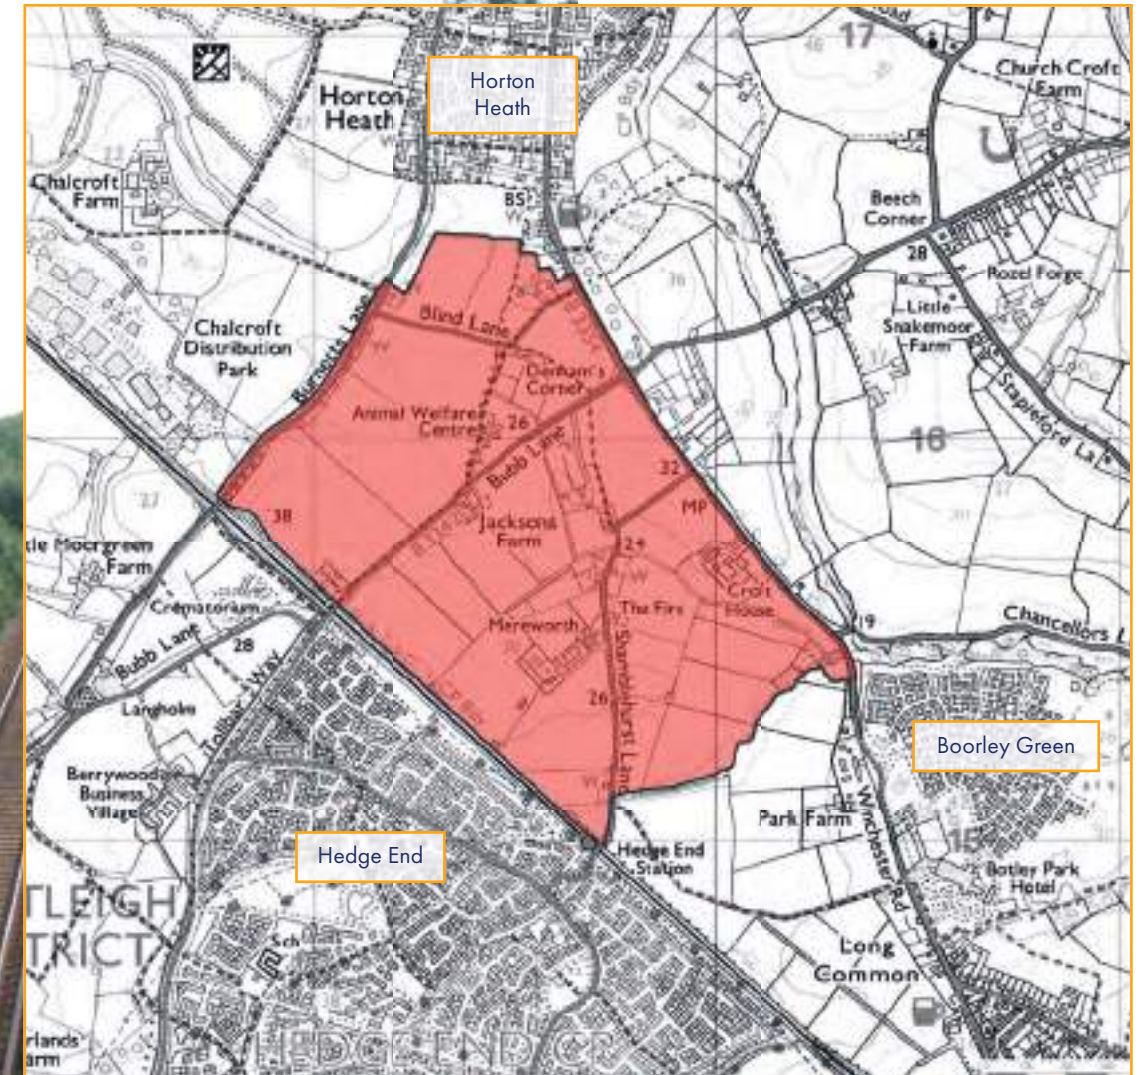 Horton
Heath
Horton
Heath
17
Church Croft
Farm
Chalcroft
Farm
BS
Beech
Corner
28
Rozel Forge
Little
Snakemoor
Farm
Blind Lane
Burnetts Lane
Chalcroft
Distribution
Park
Denham's
Corner
Animal Welfare
Centre
26
Bubb Lane
Stapleford La
16
32
MP
27
38
Jacksons
Farm
24
tle Moorgreen
Farm
Crematorium
The Firs
Croft
House
Mereworth
19
Chancellors L
Bubb Lane
28
Langholm
Tollbar Way
26
Shamblehurst Lane
Boorley Green
Berrywood
Business
Village
Park Farm
Winchester Rd
15
Hedge End
Hedge End
Station
Botley Park
Hotel
TLEIGH
TRICT
Sch
Long
Common
rlands
arm
HEDGE END CP